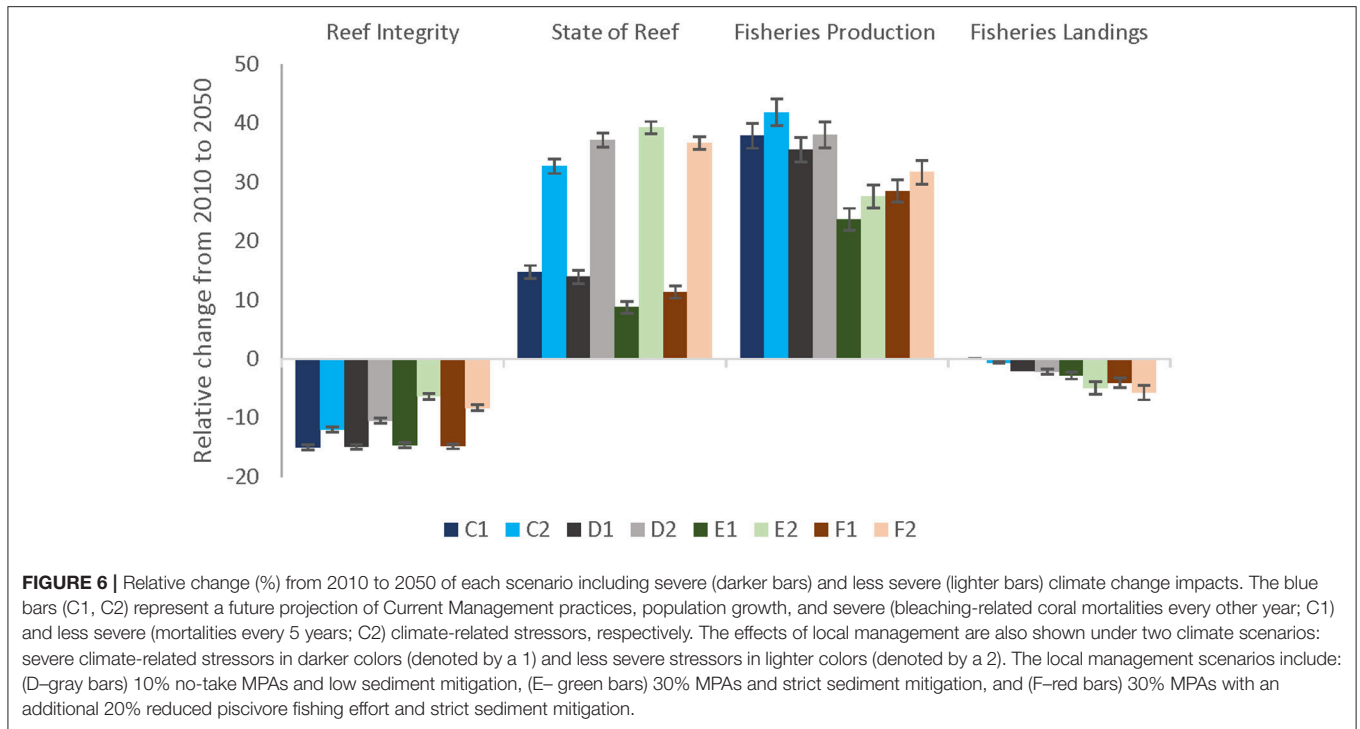 Reef Integrity State of Reef Fisheries Production Fisheries Landings
Relative change from 2010 to 2050
50
40
30
20
10
0
-10
-20
C1 C2 D1 D2 E1 E2 F1 F2
FIGURE 6 | Relative change (%) from 2010 to 2050 of each scenario including severe (darker bars) and less severe (lighter bars) climate change impacts. The blue
bars (C1, C2) represent a future projection of Current Management practices, population growth, and severe (bleaching-related coral mortalities every other year; C1)
and less severe (mortalities every 5 years; C2) climate-related stressors, respectively. The effects of local management are also shown under two climate scenarios:
severe climate-related stressors in darker colors (denoted by a 1) and less severe stressors in lighter colors (denoted by a 2). The local management scenarios include:
(D–gray bars) 10% no-take MPAs and low sediment mitigation, (E– green bars) 30% MPAs and strict sediment mitigation, and (F–red bars) 30% MPAs with an
additional 20% reduced piscivore fishing effort and strict sediment mitigation.